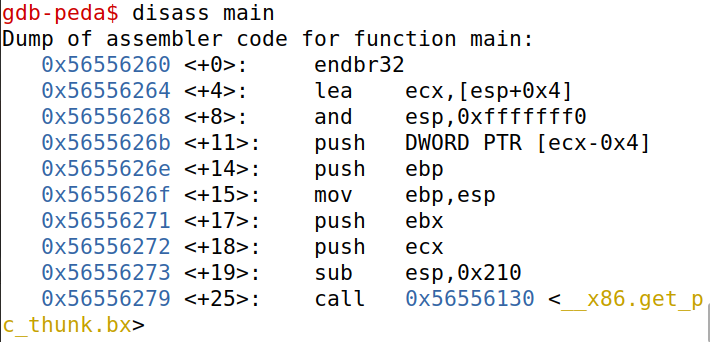 gdb-peda$ disass main
Dump of assembler code for function main:
   0x56556260 <+0>:     endbr32
   0x56556264 <+4>:     lea    ecx,[esp+0x4]
   0x56556268 <+8>:     and    esp,0xfffffff0
   0x5655626b <+11>:    push   DWORD PTR [ecx-0x4]
   0x5655626e <+14>:    push   ebp
   0x5655626f <+15>:    mov    ebp,esp
   0x56556271 <+17>:    push   ebx
   0x56556272 <+18>:    push   ecx
   0x56556273 <+19>:    sub    esp,0x210
   0x56556279 <+25>:    call   0x56556130 <__x86.get_p
c_thunk.bx>